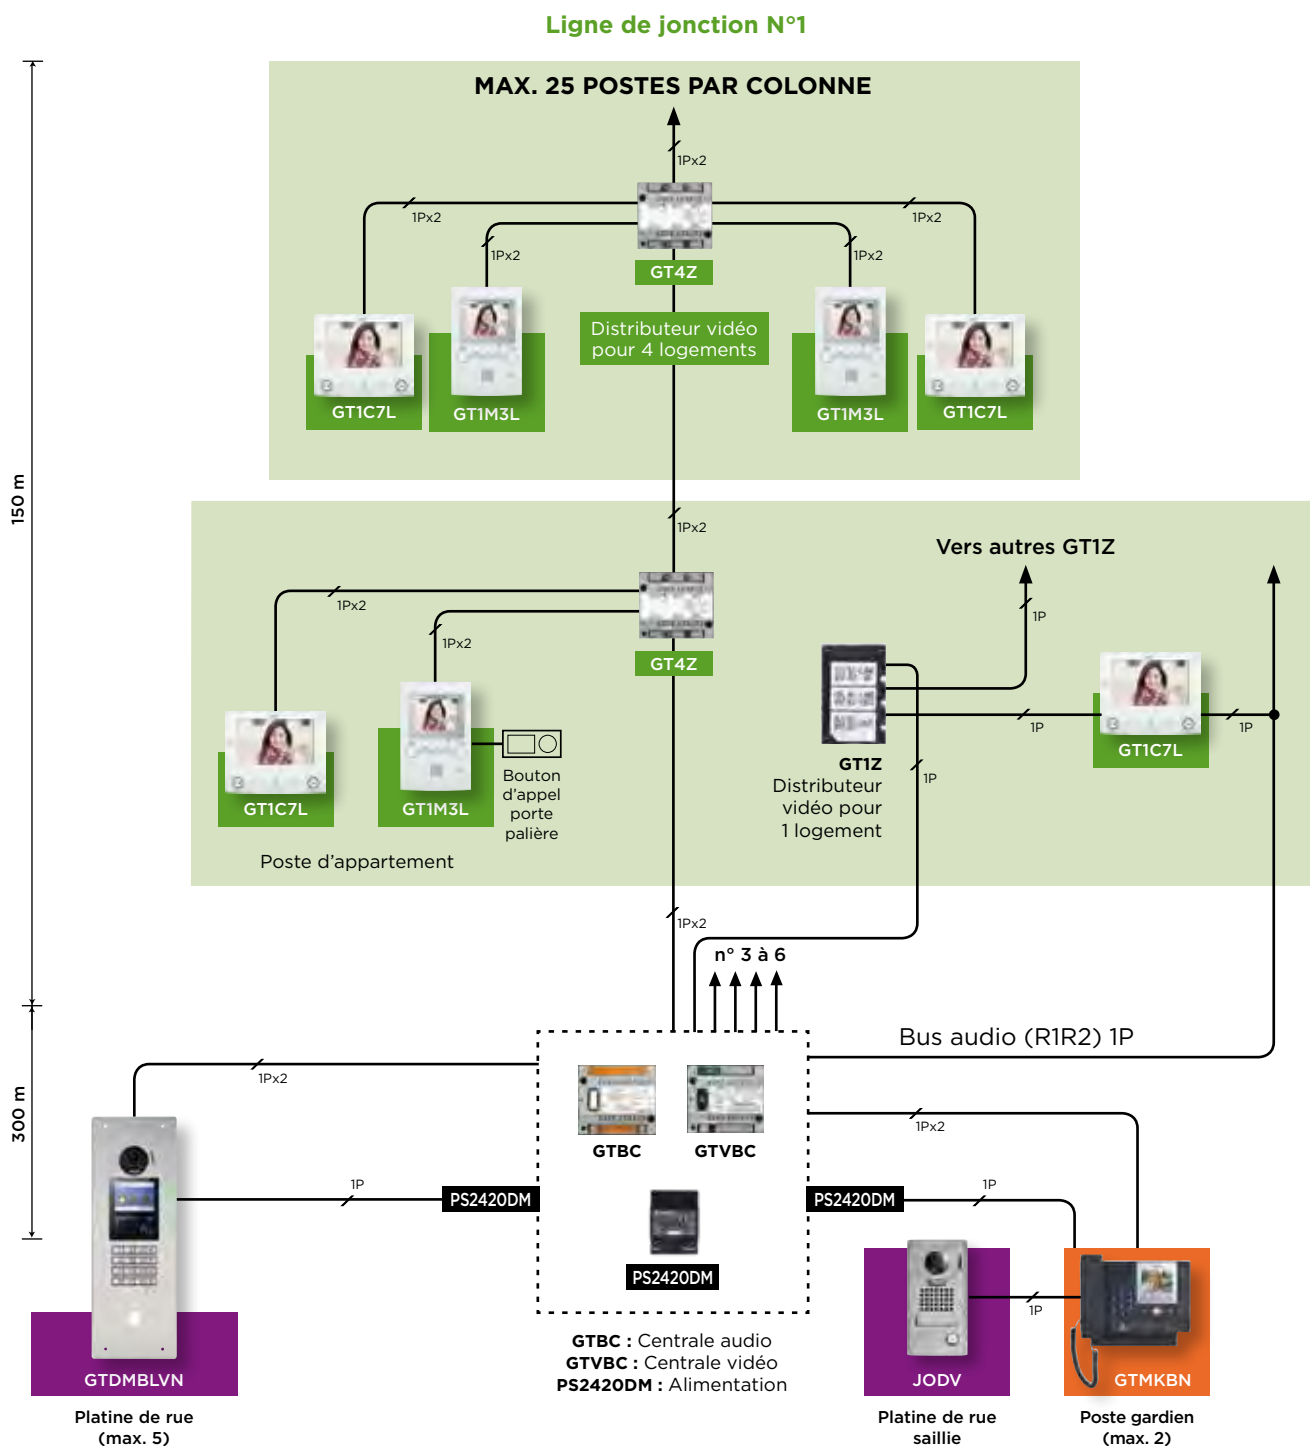 Ligne de jonction N°1
MAX. 25 POSTES PAR COLONNE
1Px2
1Px2
1Px2
1Px2
1Px2
GT4Z
Distributeur vidéo
pour 4 logements
GT1C7L
GT1M3L
GT1M3L
GT1C7L
150 m
1Px2
Vers autres GT1Z
1Px2
1P
1Px2
GT4Z
1P
1P
GT1C7L
GT1Z
Distributeur
vidéo pour
1 logement
1P
GT1C7L
GT1M3L
Bouton
d'appel
porte
palière
Poste d'appartement
1Px2
n° 3 à 6
Bus audio (R1R2) 1P
300 m
1Px2
1Px2
GTBC
GTVBC
1P
PS2420DM
PS2420DM
1P
PS2420DM
1P
GTBC : Centrale audio
GTVBC : Centrale vidéo
PS2420DM : Alimentation
GTDMBLVN
JODV
GTMKBN
Platine de rue
(max. 5)
Platine de rue
saillie
Poste gardien
(max. 2)